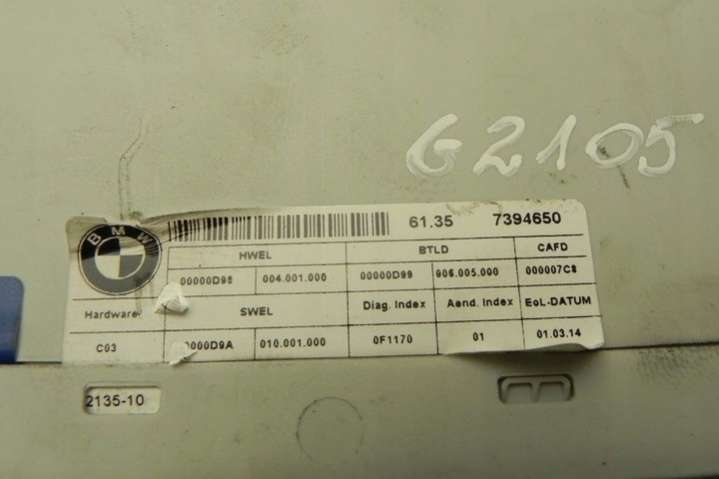 G2105
61.35 7394650
BMW
HWEL BTLD CAFD
00000D98 004.001.000 00000D99 906.005.000 000007C8
Hardware: SWEL Diag. Index Aend. Index EoL-DATUM
C03 0000D9A 010.001.000 0F1170 01 01.03.14
2135-10